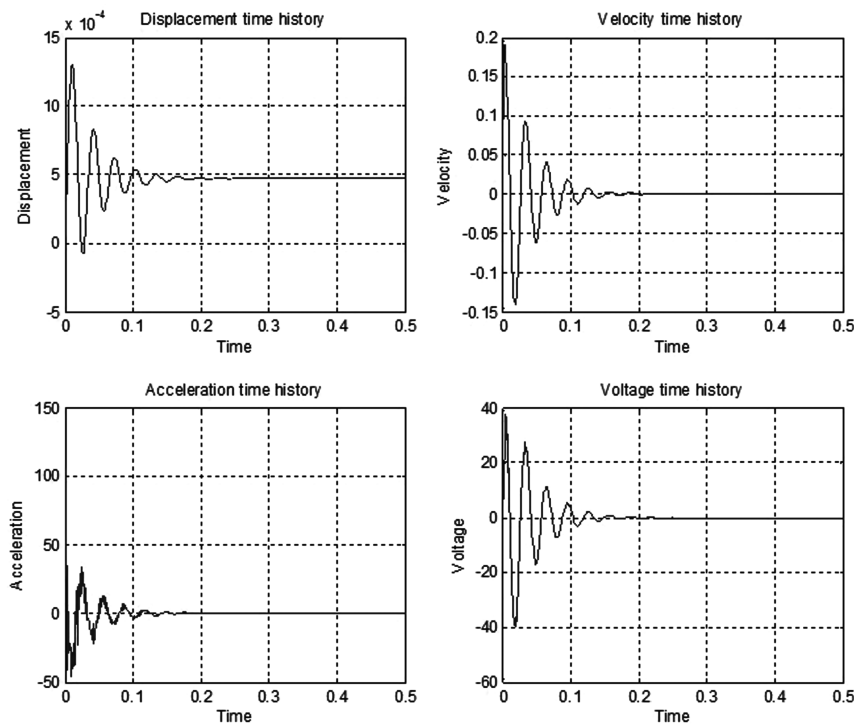 Displacement time history
x 10⁻⁴
15
10
5
0
-5
Displacement
0 0.1 0.2 0.3 0.4 0.5
Time
Velocity time history
0.2
0.15
0.1
0.05
0
-0.05
-0.1
-0.15
Velocity
0 0.1 0.2 0.3 0.4 0.5
Time
Acceleration time history
150
100
50
0
-50
Acceleration
0 0.1 0.2 0.3 0.4 0.5
Time
Voltage time history
40
20
0
-20
-40
-60
Voltage
0 0.1 0.2 0.3 0.4 0.5
Time